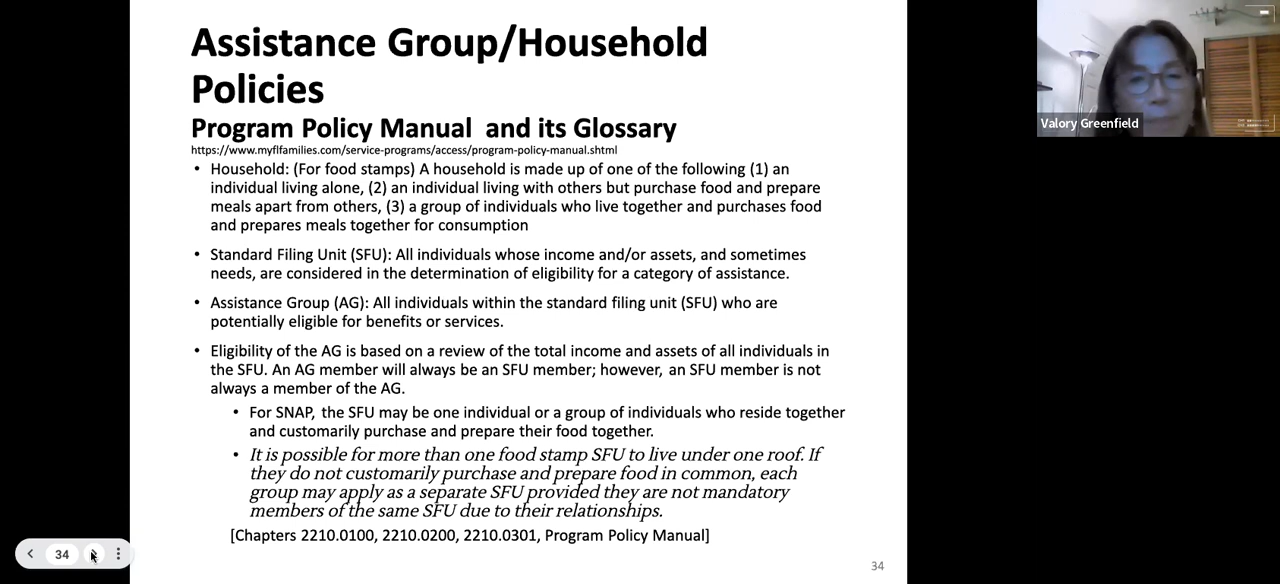 Assistance Group/Household
Policies
Program Policy Manual and its Glossary
https://www.myflfamilies.com/service-programs/access/program-policy-manual.shtml
• Household: (For food stamps) A household is made up of one of the following (1) an
individual living alone, (2) an individual living with others but purchase food and prepare
meals apart from others, (3) a group of individuals who live together and purchases food
and prepares meals together for consumption
• Standard Filing Unit (SFU): All individuals whose income and/or assets, and sometimes
needs, are considered in the determination of eligibility for a category of assistance.
• Assistance Group (AG): All individuals within the standard filing unit (SFU) who are
potentially eligible for benefits or services.
• Eligibility of the AG is based on a review of the total income and assets of all individuals in
the SFU. An AG member will always be an SFU member; however, an SFU member is not
always a member of the AG.
• For SNAP, the SFU may be one individual or a group of individuals who reside together
and customarily purchase and prepare their food together.
• It is possible for more than one food stamp SFU to live under one roof. If
they do not customarily purchase and prepare food in common, each
group may apply as a separate SFU provided they are not mandatory
members of the same SFU due to their relationships.
[Chapters 2210.0100, 2210.0200, 2210.0301, Program Policy Manual]
34
34
Valory Greenfield